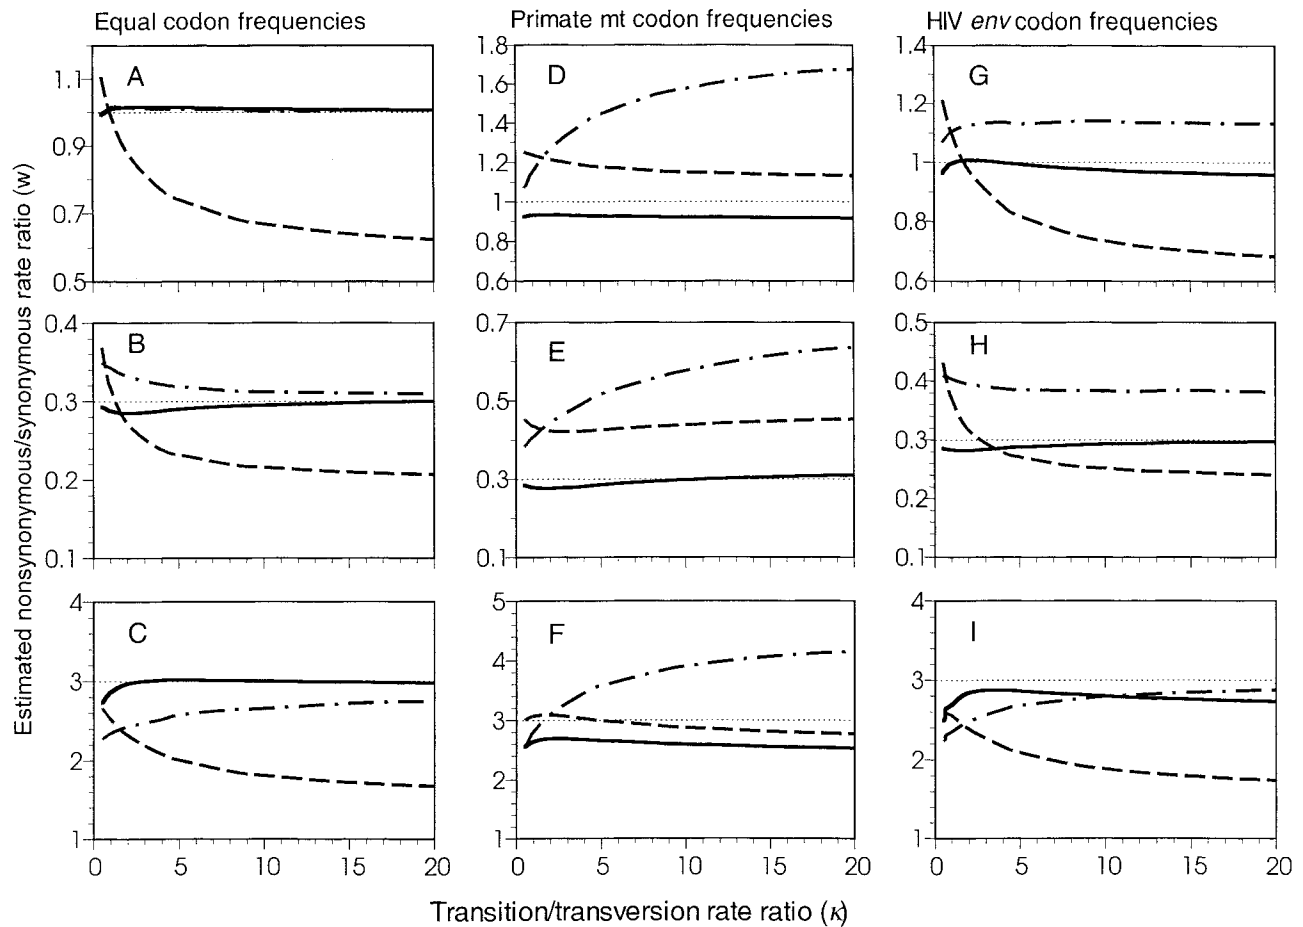 Equal codon frequencies
Primate mt codon frequencies
HIV env codon frequencies
Estimated nonsynonymous/synonymous rate ratio (w)
A
1.1
0.9
0.7
0.5
D
1.8
1.6
1.4
1.2
1
0.8
0.6
G
1.4
1.2
1
0.8
0.6
B
0.4
0.3
0.2
0.1
E
0.7
0.5
0.3
0.1
H
0.5
0.4
0.3
0.2
0.1
C
4
3
2
1
0 5 10 15 20
F
5
4
3
2
1
0 5 10 15 20
I
4
3
2
1
0 5 10 15 20
Transition/transversion rate ratio (κ)